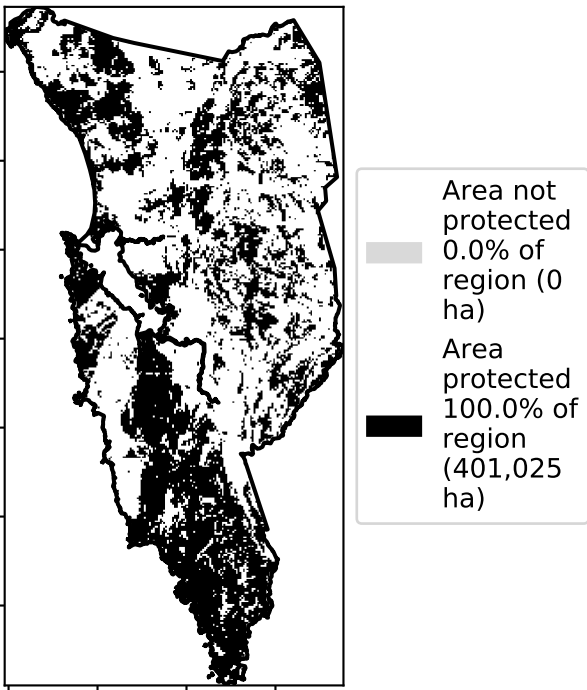 Area not
protected
0.0% of
region (0
ha)
Area
protected
100.0% of
region
(401,025
ha)